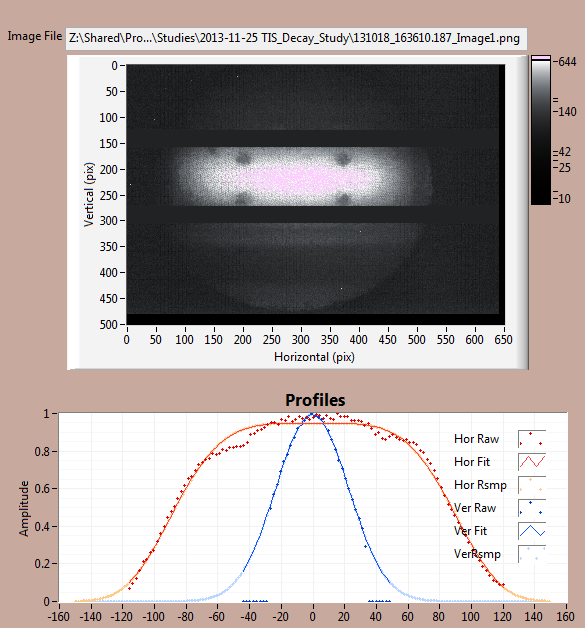 Image File Z:\Shared\Pro...\Studies\2013-11-25 TIS_Decay_Study\131018_163610.187_Image1.png
0
50
100
150
200
250
300
350
400
450
500
Vertical (pix)
0 50 100 150 200 250 300 350 400 450 500 550 600 650
Horizontal (pix)
-644
-140
-42
-25
-10
Profiles
1
0.8
0.6
0.4
0.2
0
Amplitude
Hor Raw
Hor Fit
Hor Rsmp
Ver Raw
Ver Fit
VerRsmp
-160 -140 -120 -100 -80 -60 -40 -20 0 20 40 60 80 100 120 140 160